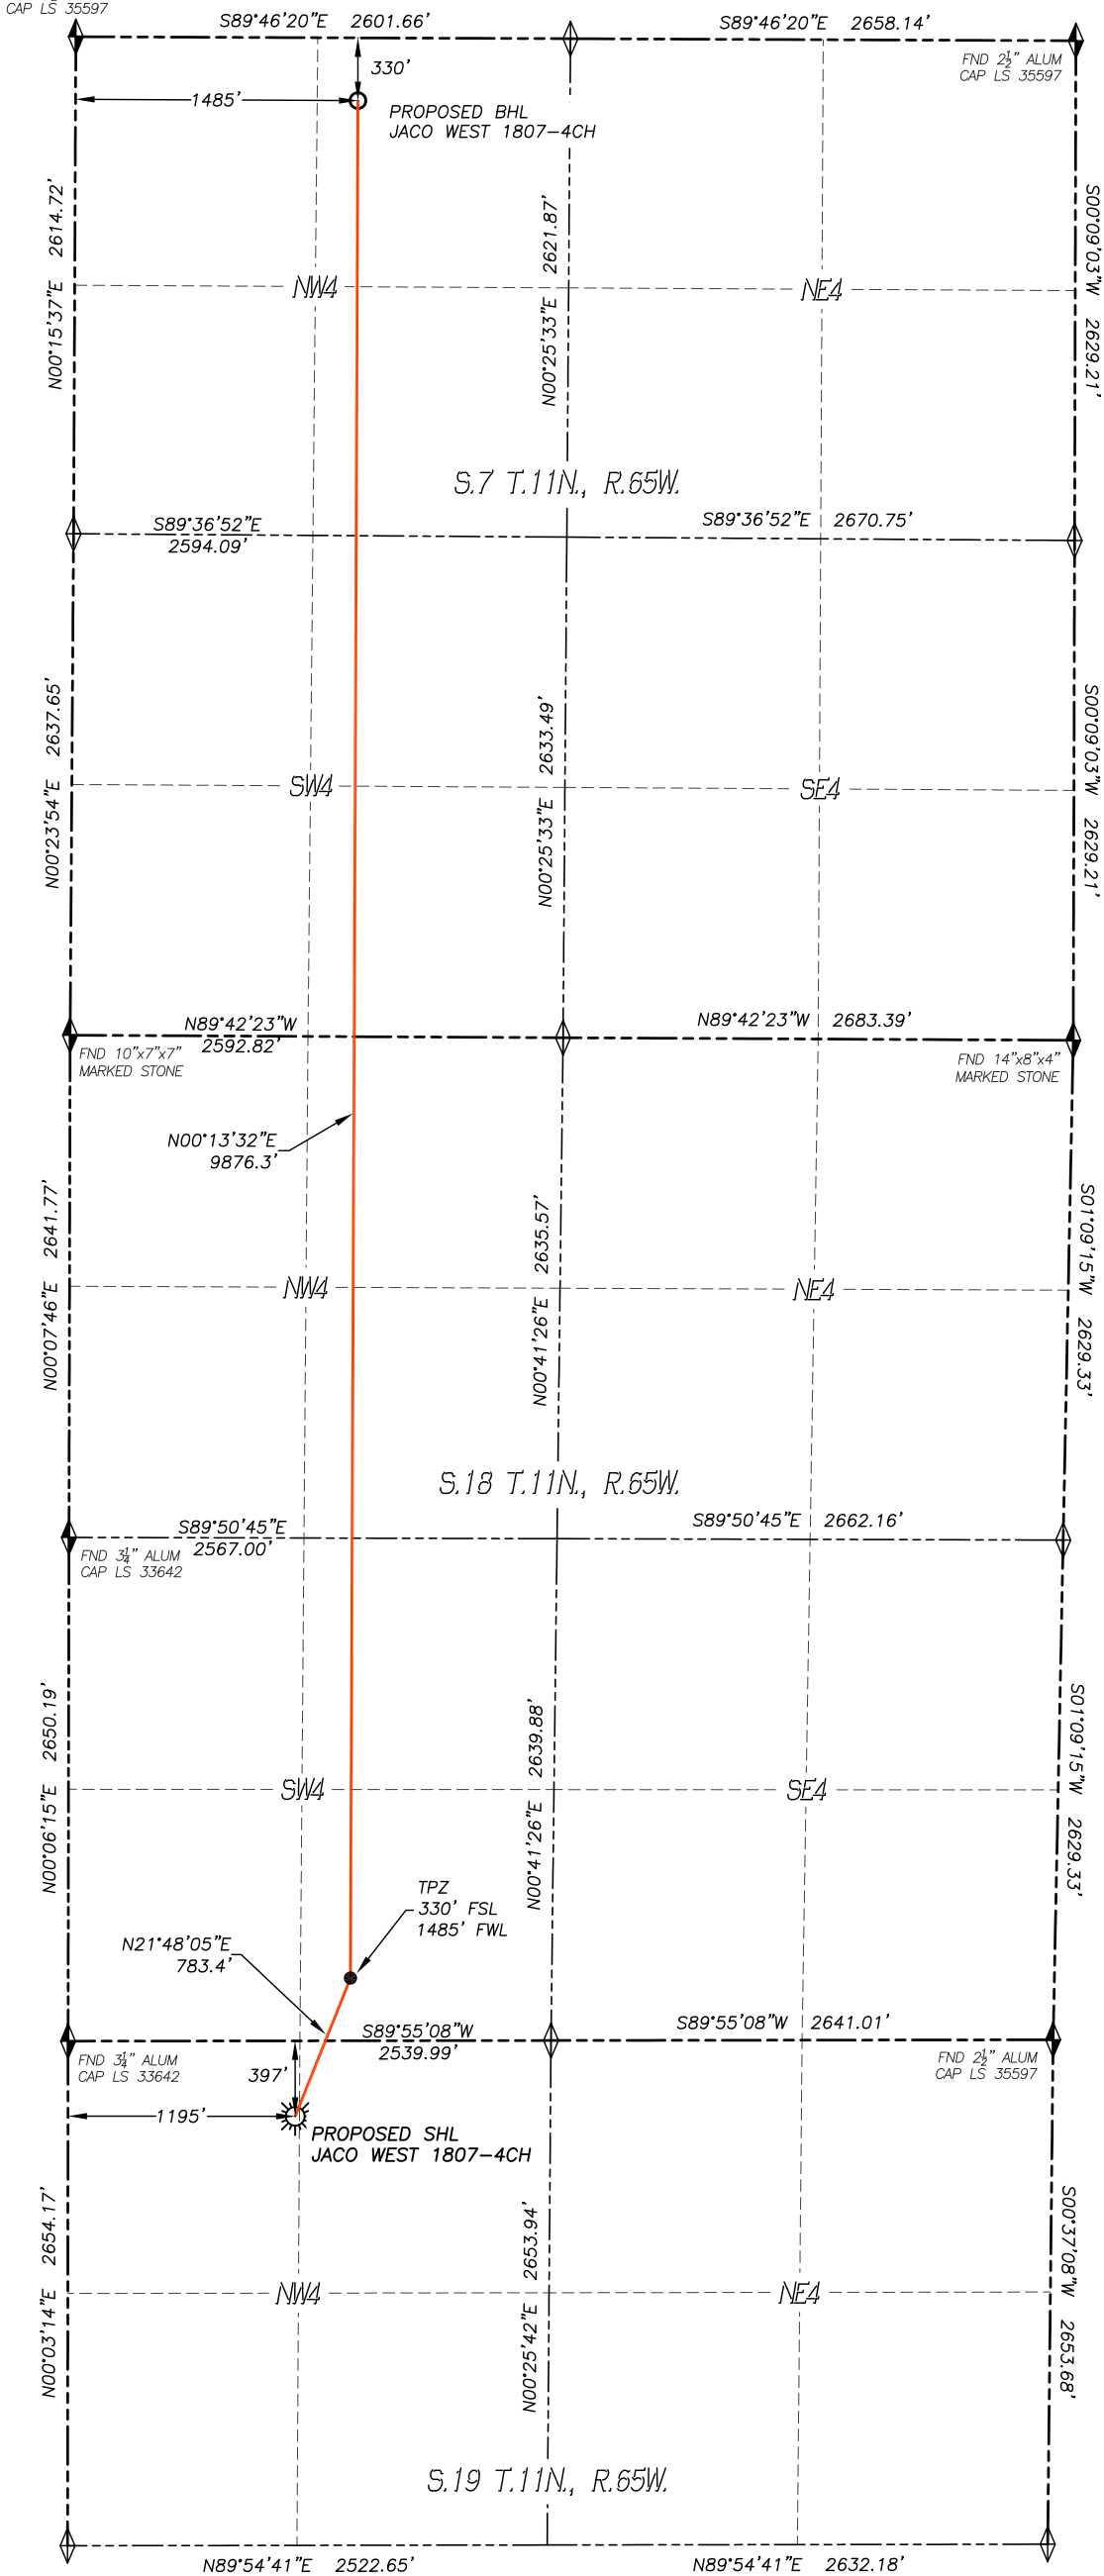 CAP LS 35597
S89°46'20"E 2601.66'
S89°46'20"E 2658.14'
FND 2½" ALUM
CAP LS 35597
330'
1485'
PROPOSED BHL
JACO WEST 1807-4CH
N00°15'37"E 2614.72'
N00°25'33"E 2621.87'
S00°09'03"W 2629.21'
NW4
NE4
S.7 T.11N., R.65W.
S89°36'52"E
2594.09'
S89°36'52"E 2670.75'
N00°23'54"E 2637.65'
N00°25'33"E 2633.49'
S00°09'03"W 2629.21'
SW4
SE4
N89°42'23"W
2592.82'
N89°42'23"W 2683.39'
FND 10"x7"x7"
MARKED STONE
FND 14"x8"x4"
MARKED STONE
N00°13'32"E
9876.3'
N00°07'46"E 2641.77'
N00°41'26"E 2635.57'
S01°09'15"W 2629.33'
NW4
NE4
S.18 T.11N., R.65W.
S89°50'45"E
2567.00'
S89°50'45"E 2662.16'
FND 3¼" ALUM
CAP LS 33642
N00°06'15"E 2650.19'
N00°41'26"E 2639.88'
S01°09'15"W 2629.33'
SW4
SE4
TPZ
330' FSL
1485' FWL
N21°48'05"E
783.4'
S89°55'08"W
2539.99'
S89°55'08"W 2641.01'
FND 3¼" ALUM
CAP LS 33642
FND 2½" ALUM
CAP LS 35597
397'
1195'
PROPOSED SHL
JACO WEST 1807-4CH
N00°03'14"E 2654.17'
N00°25'42"E 2653.94'
S00°37'08"W 2653.68'
NW4
NE4
S.19 T.11N., R.65W.
N89°54'41"E 2522.65'
N89°54'41"E 2632.18'